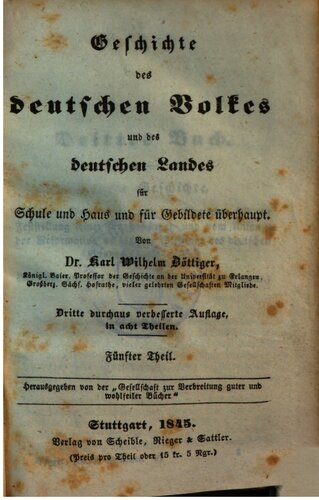 Geschichte
des
deutschen Volkes
und des
deutschen Landes
für
Schule und Haus und für Gebildete überhaupt.
Von
Dr. Karl Wilhelm Böttiger,
Königl. Baier. Professor der Geschichte an der Universität zu Erlangen,
Großherz. Sächs. Hofrathe, vieler gelehrten Gesellschaften Mitgliede.
Dritte durchaus verbesserte Auflage,
in acht Theilen.
Fünfter Theil.
Herausgegeben von der „Gesellschaft zur Verbreitung guter und
wohlfeiler Bücher"
Stuttgart, 1845.
Verlag von Scheible, Rieger & Sattler.
(Preis pro Theil oder 15 kr. 5 Ngr.)